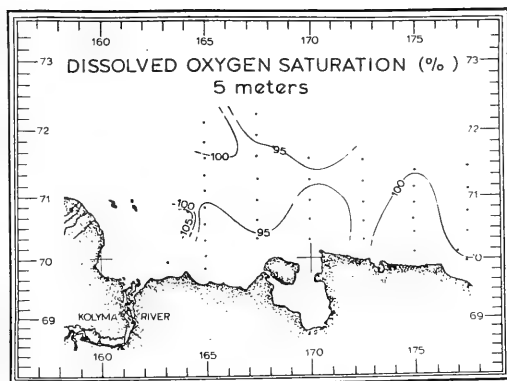 160 165 170 175
73 73
DISSOLVED OXYGEN SATURATION (%)
5 meters
72 72
95
100
100
71 71
100
105
95
70 70
KOLYMA RIVER
69 69
160 165 170 175